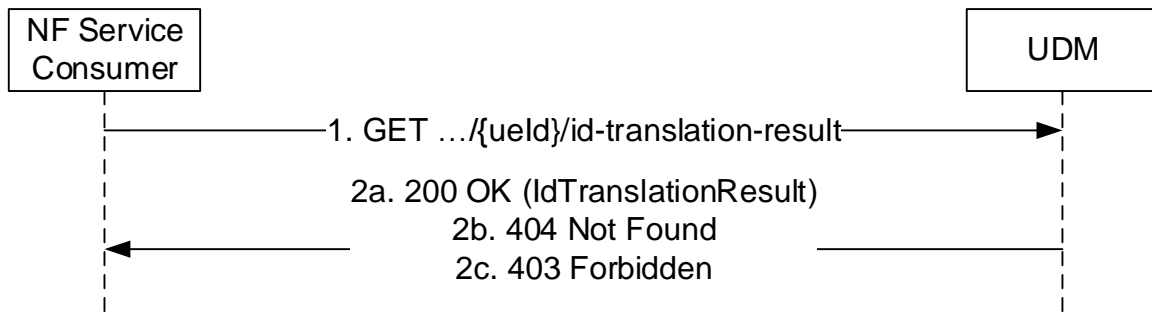 NF Service
Consumer
UDM
1. GET …/{ueId}/id-translation-result
2a. 200 OK (IdTranslationResult)
2b. 404 Not Found
2c. 403 Forbidden